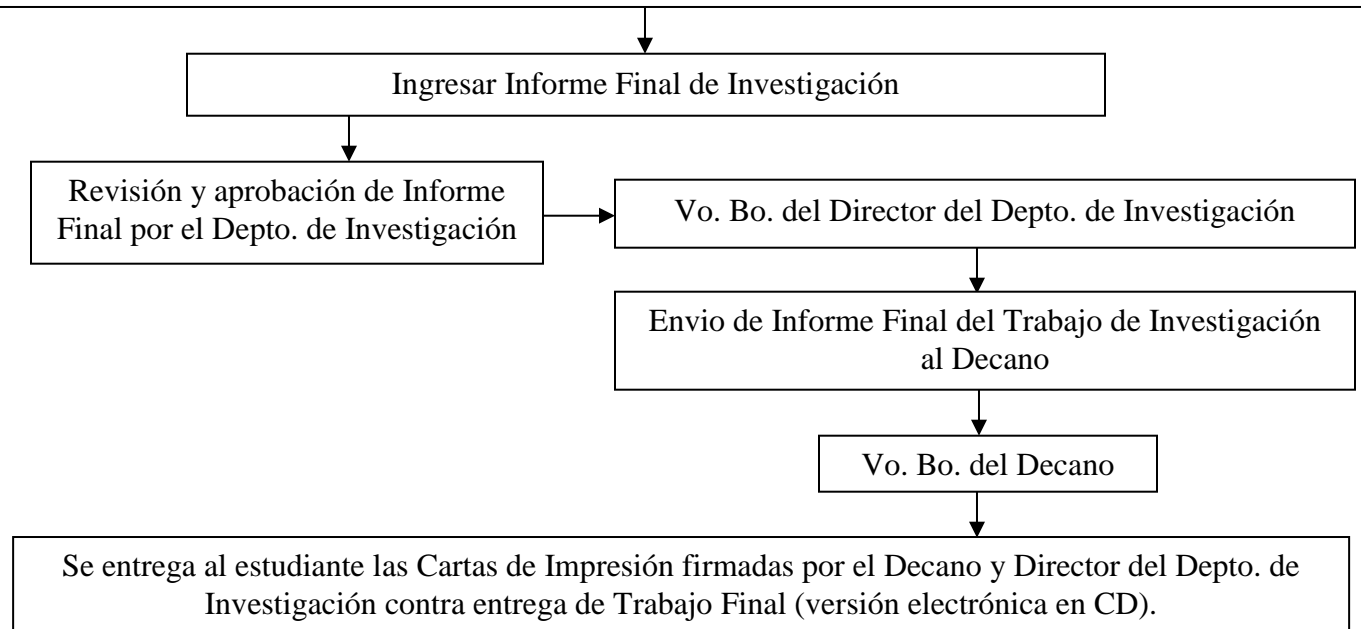 Ingresar Informe Final de Investigación
Revisión y aprobación de Informe
Final por el Depto. de Investigación
Vo. Bo. del Director del Depto. de Investigación
Envio de Informe Final del Trabajo de Investigación
al Decano
Vo. Bo. del Decano
Se entrega al estudiante las Cartas de Impresión firmadas por el Decano y Director del Depto. de
Investigación contra entrega de Trabajo Final (versión electrónica en CD).